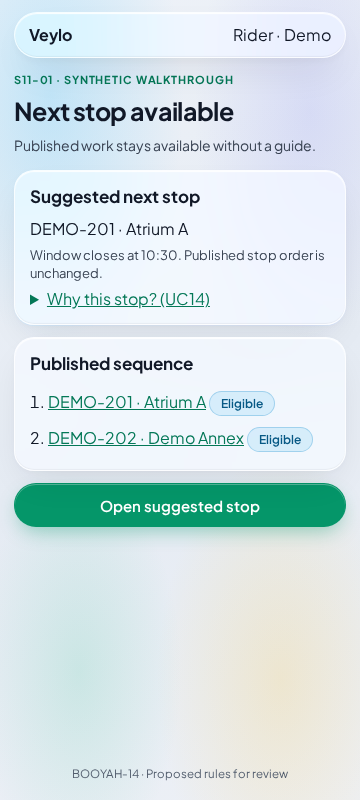 Veylo
Rider · Demo
S11-01 · SYNTHETIC WALKTHROUGH
Next stop available
Published work stays available without a guide.
Suggested next stop
DEMO-201 · Atrium A
Window closes at 10:30. Published stop order is
unchanged.
Why this stop? (UC14)
Published sequence
1. DEMO-201 · Atrium A Eligible
2. DEMO-202 · Demo Annex Eligible
Open suggested stop
BOOYAH-14 · Proposed rules for review